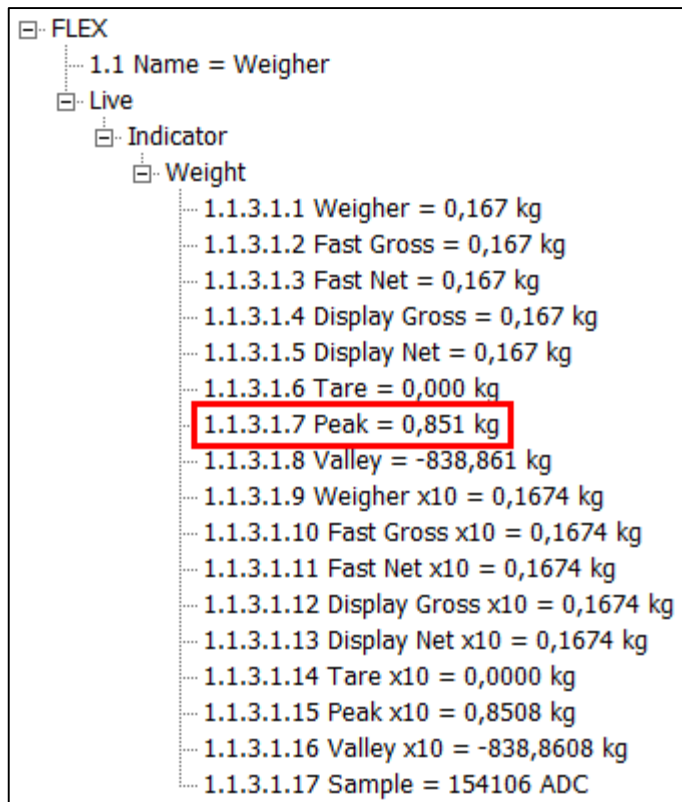 FLEX
1.1 Name = Weigher
Live
Indicator
Weight
1.1.3.1.1 Weigher = 0,167 kg
1.1.3.1.2 Fast Gross = 0,167 kg
1.1.3.1.3 Fast Net = 0,167 kg
1.1.3.1.4 Display Gross = 0,167 kg
1.1.3.1.5 Display Net = 0,167 kg
1.1.3.1.6 Tare = 0,000 kg
1.1.3.1.7 Peak = 0,851 kg
1.1.3.1.8 Valley = -838,861 kg
1.1.3.1.9 Weigher x10 = 0,1674 kg
1.1.3.1.10 Fast Gross x10 = 0,1674 kg
1.1.3.1.11 Fast Net x10 = 0,1674 kg
1.1.3.1.12 Display Gross x10 = 0,1674 kg
1.1.3.1.13 Display Net x10 = 0,1674 kg
1.1.3.1.14 Tare x10 = 0,0000 kg
1.1.3.1.15 Peak x10 = 0,8508 kg
1.1.3.1.16 Valley x10 = -838,8608 kg
1.1.3.1.17 Sample = 154106 ADC